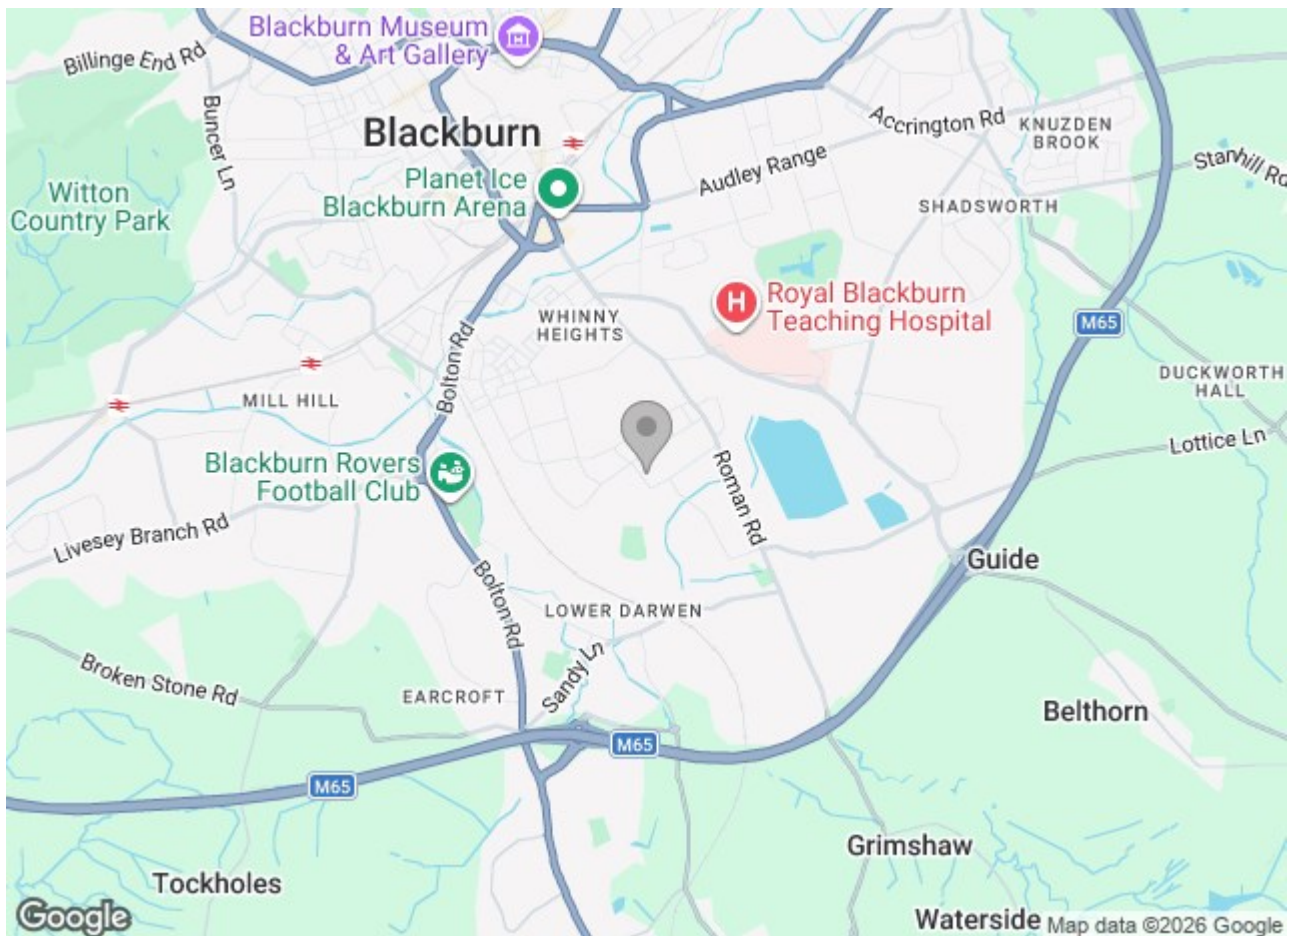 Blackburn Museum
& Art Gallery
Billinge End Rd
Buncer Ln
Blackburn
Accrington Rd
KNUZDEN
BROOK
Audley Range
Stanhill Rd
Witton
Country Park
Planet Ice
Blackburn Arena
SHADSWORTH
H
Royal Blackburn
Teaching Hospital
WHINNY
HEIGHTS
M65
Bolton Rd
MILL HILL
DUCKWORTH
HALL
Lottice Ln
Blackburn Rovers
Football Club
Roman Rd
Livesey Branch Rd
Guide
Bolton Rd
LOWER DARWEN
Sandy Ln
Broken Stone Rd
EARCROFT
Belthorn
M65
M65
Grimshaw
Tockholes
Google
Waterside
Map data ©2026 Google